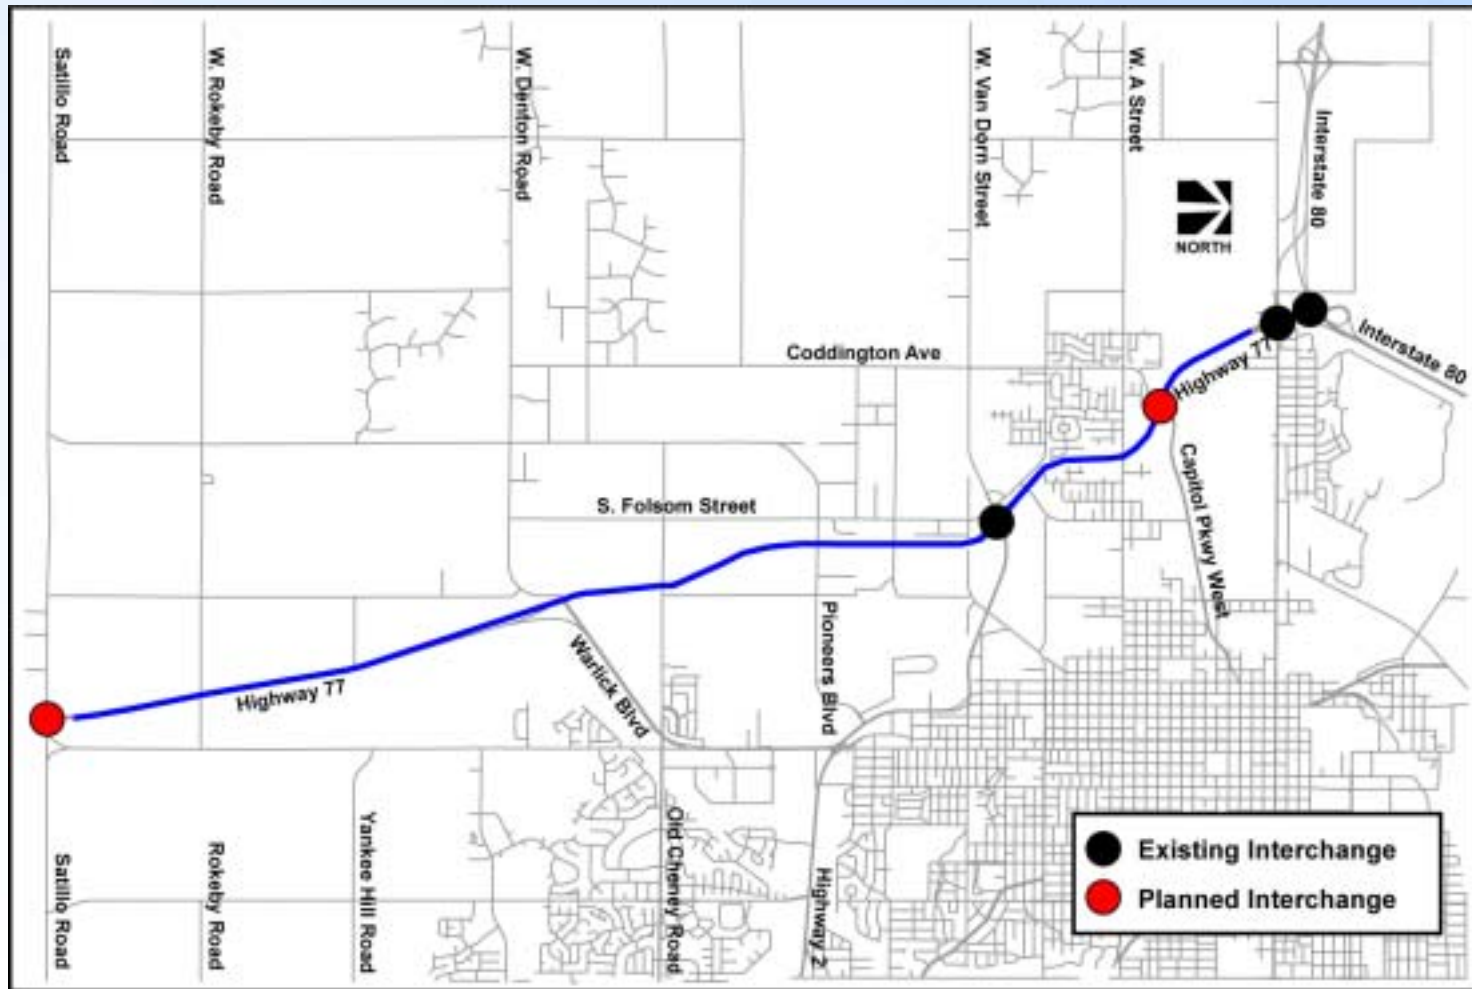 Satillo Road
W. Rokeby Road
W. Denton Road
W. Van Dorn Street
W. A Street
Interstate 80
NORTH
Interstate 80
Coddington Ave
Highway 77
Capitol Pkwy West
S. Folsom Street
Pioneers Blvd
Warlick Blvd
Highway 77
Satillo Road
Rokeby Road
Yankee Hill Road
Old Cheney Road
Highway 2
Existing Interchange
Planned Interchange